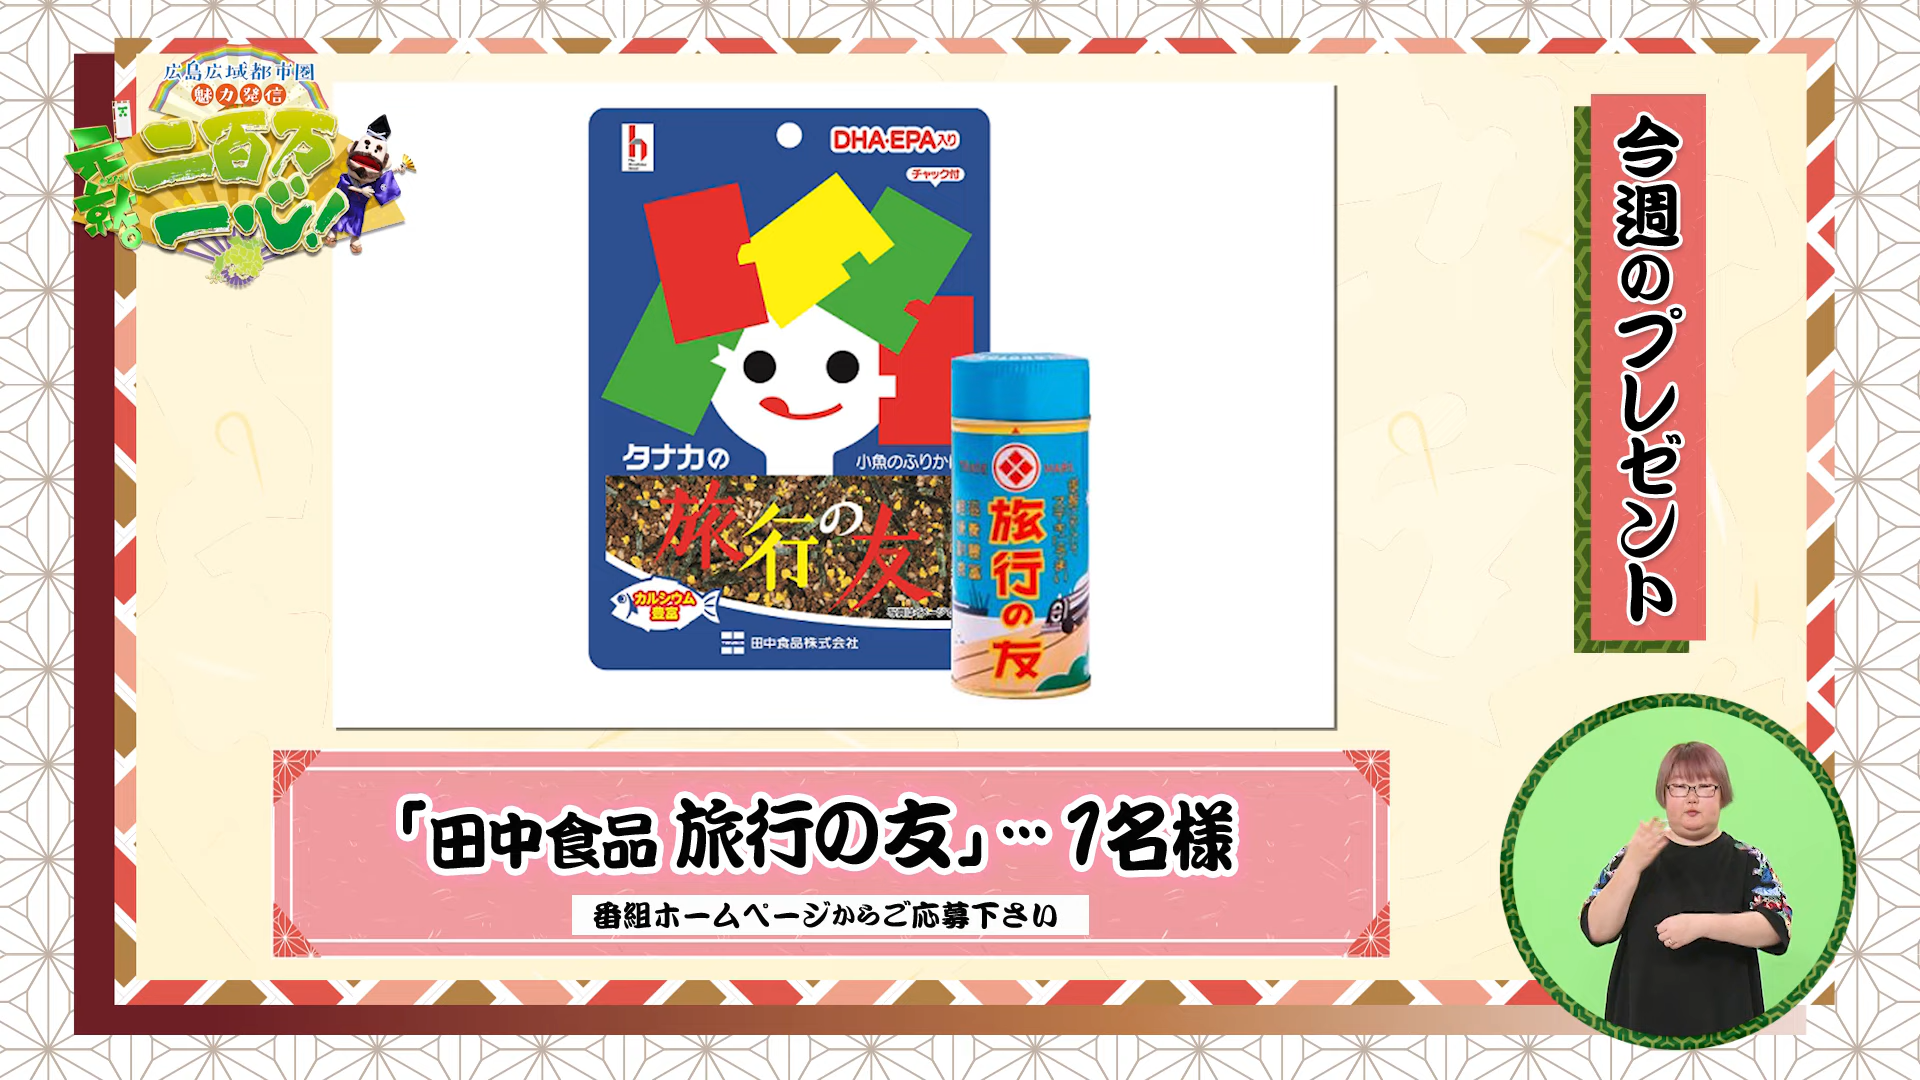 広島広域都市圏
魅力発信
元就。
二百万
一心!
今週のプレゼント
DHA・EPA入り
チャック付
タナカの
小魚のふりか
旅行の友
カルシウム
豊富
田中食品株式会社
旅行の友
「田中食品 旅行の友」…1名様
番組ホームページからご応募下さい